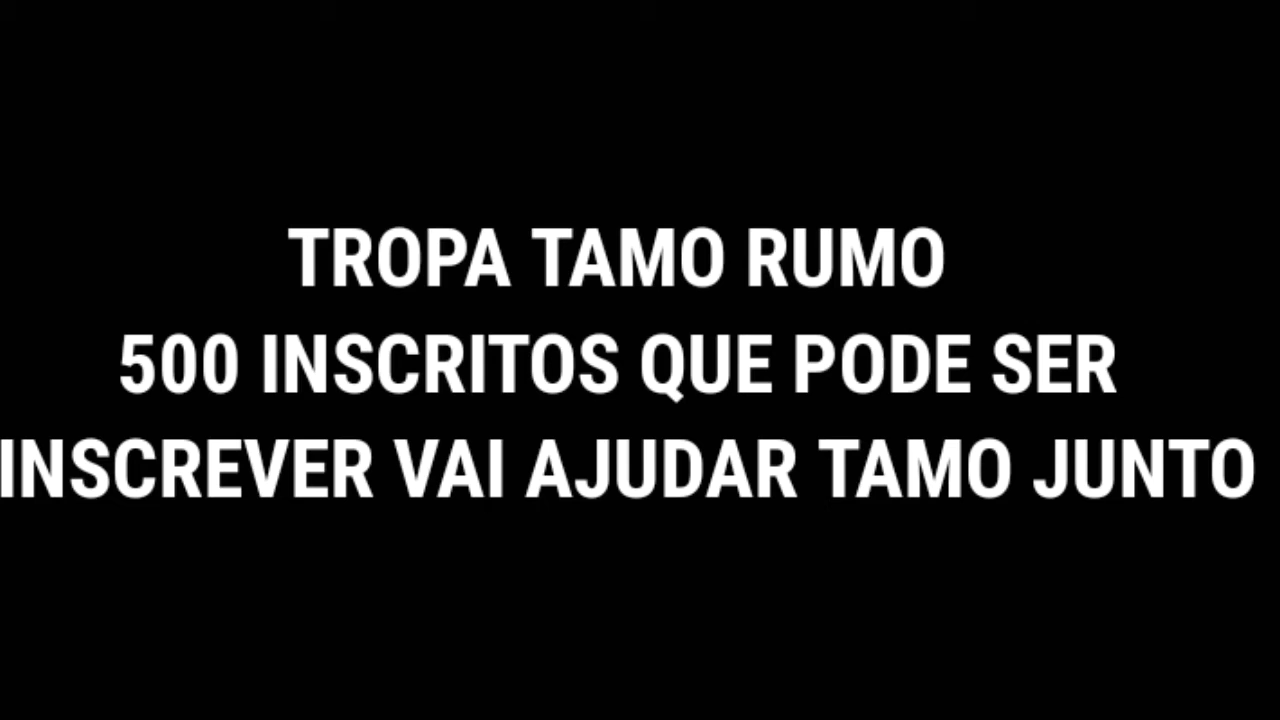 TROPA TAMO RUMO
500 INSCRITOS QUE PODE SER
INSCREVER VAI AJUDAR TAMO JUNTO